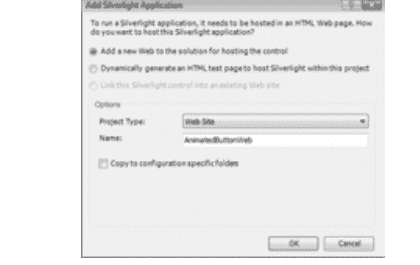 Add Silverlight Application
To run a Silverlight application, it needs to be hosted in an HTML Web page. How
do you want to host this Silverlight application?
Add a new Web to the solution for hosting the control
Dynamically generate an HTML test page to host Silverlight within this project
Link this Silverlight control into an existing Web site
Options
Project Type:
Web Site
Name:
AnimatedButtonWeb
Copy to configuration specific folders
OK
Cancel